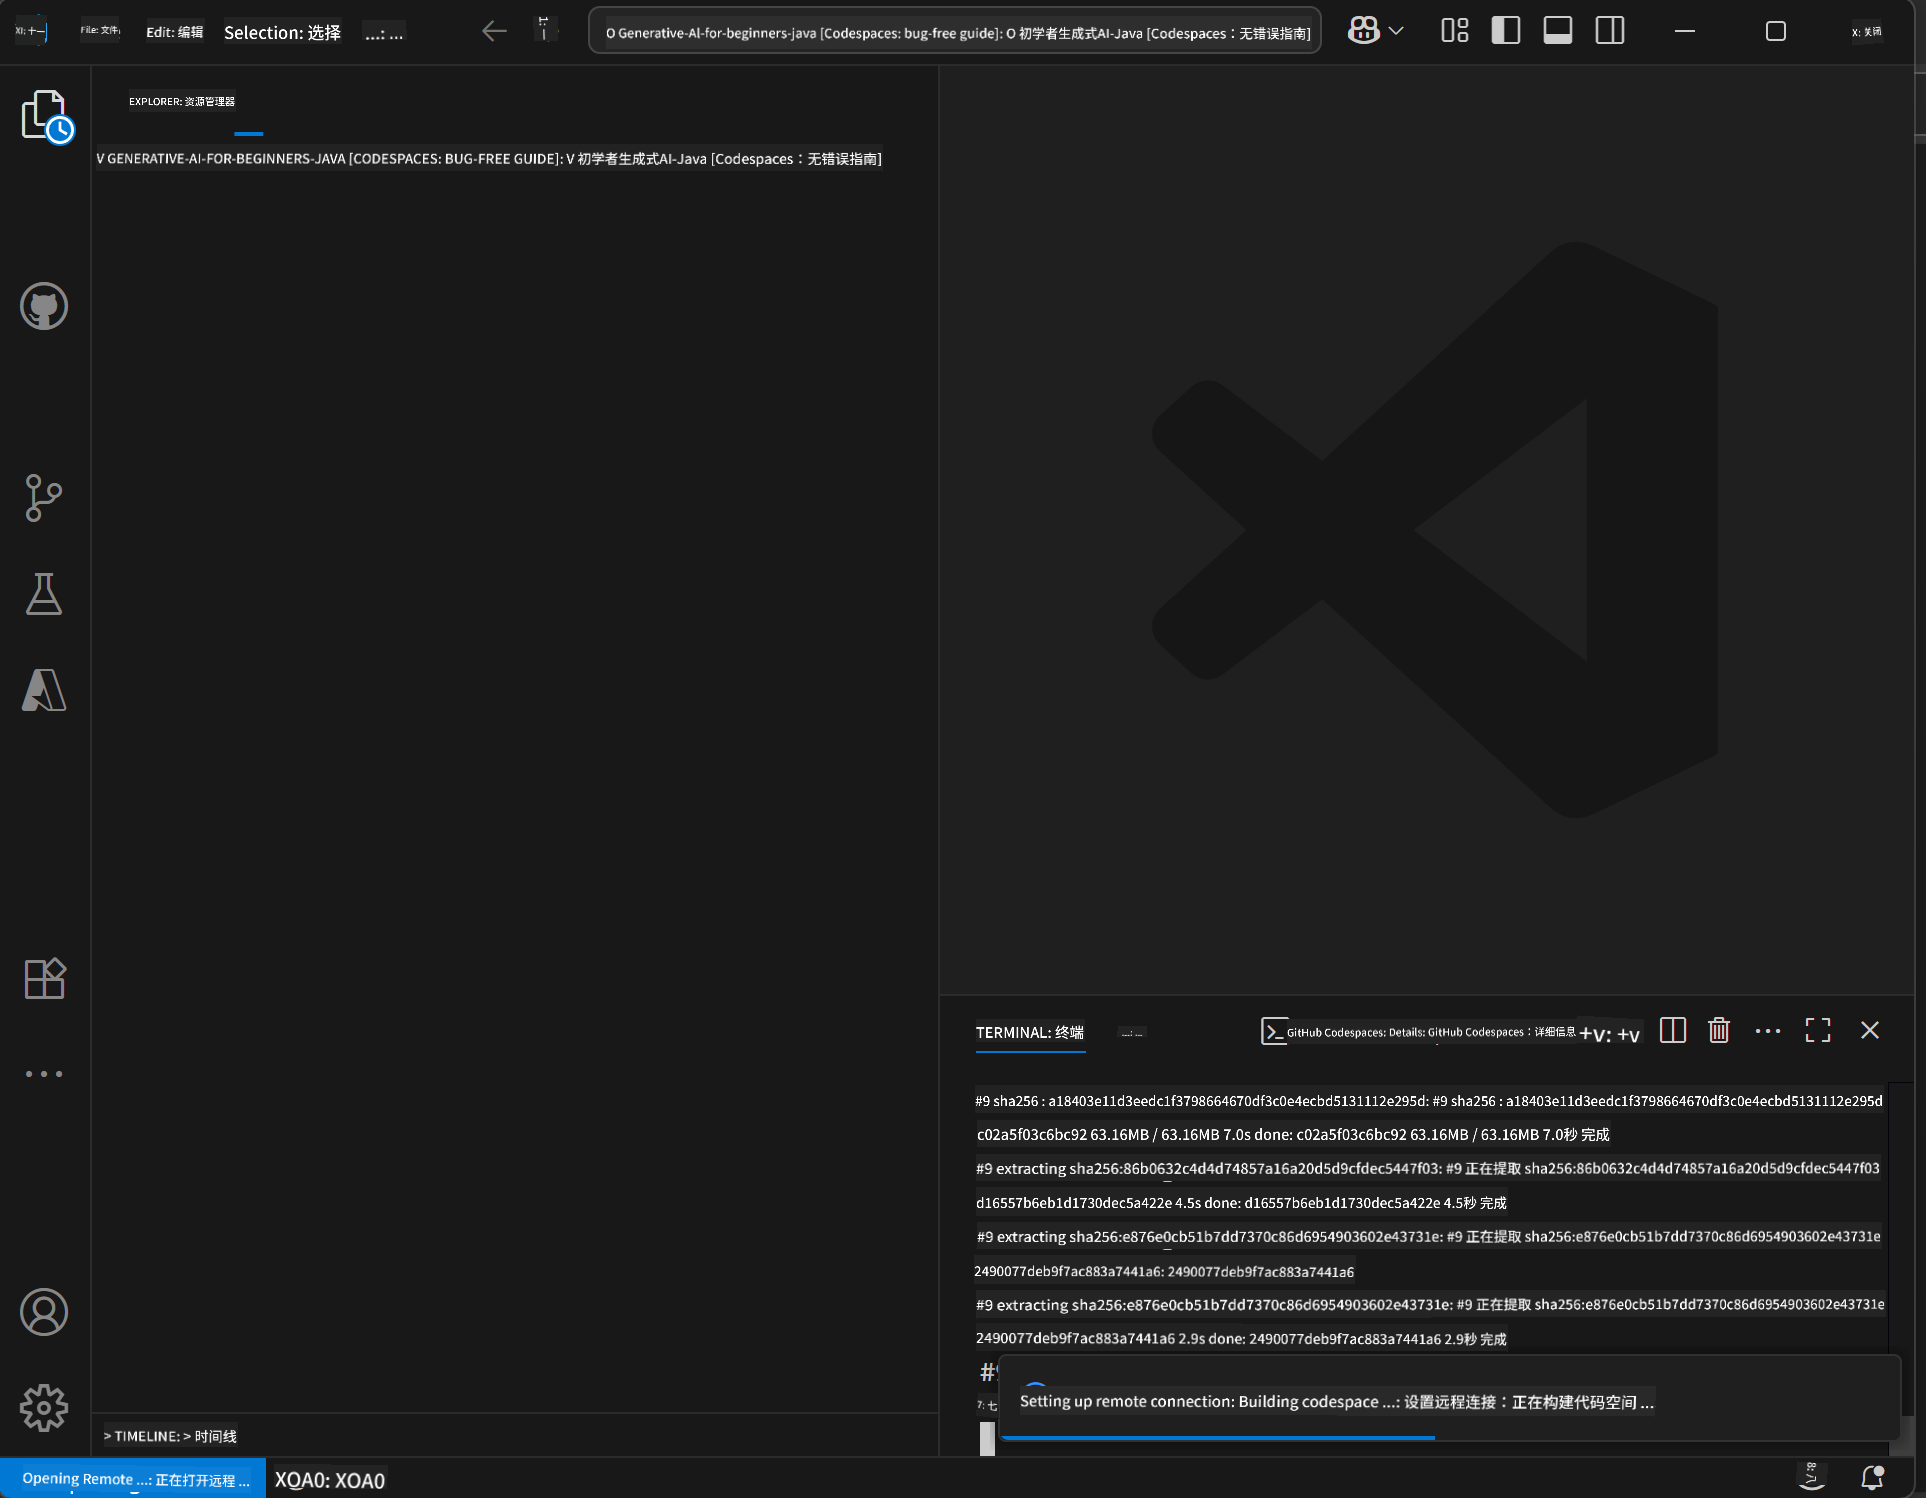 XI: 十一
File: 文件
Edit: 编辑
Selection: 选择
...: ...
O Generative-AI-for-beginners-java [Codespaces: bug-free guide]: O 初学者生成式AI-Java [Codespaces：无错误指南]
X: 关闭
EXPLORER: 资源管理器
V GENERATIVE-AI-FOR-BEGINNERS-JAVA [CODESPACES: BUG-FREE GUIDE]: V 初学者生成式AI-Java [Codespaces：无错误指南]
TERMINAL: 终端
...: ...
GitHub Codespaces: Details: GitHub Codespaces：详细信息
+v: +v
#9 sha256 : a18403e11d3eedc1f3798664670df3c0e4ecbd5131112e295d: #9 sha256 : a18403e11d3eedc1f3798664670df3c0e4ecbd5131112e295d
c02a5f03c6bc92 63.16MB / 63.16MB 7.0s done: c02a5f03c6bc92 63.16MB / 63.16MB 7.0秒 完成
#9 extracting sha256:86b0632c4d4d74857a16a20d5d9cfdec5447f03: #9 正在提取 sha256:86b0632c4d4d74857a16a20d5d9cfdec5447f03
d16557b6eb1d1730dec5a422e 4.5s done: d16557b6eb1d1730dec5a422e 4.5秒 完成
#9 extracting sha256:e876e0cb51b7dd7370c86d6954903602e43731e: #9 正在提取 sha256:e876e0cb51b7dd7370c86d6954903602e43731e
2490077deb9f7ac883a7441a6: 2490077deb9f7ac883a7441a6
#9 extracting sha256:e876e0cb51b7dd7370c86d6954903602e43731e: #9 正在提取 sha256:e876e0cb51b7dd7370c86d6954903602e43731e
2490077deb9f7ac883a7441a6 2.9s done: 2490077deb9f7ac883a7441a6 2.9秒 完成
7: 七
Setting up remote connection: Building codespace ...: 设置远程连接：正在构建代码空间 ...
> TIMELINE: > 时间线
Opening Remote ...: 正在打开远程 ...
XOA0: XOA0
8: 八